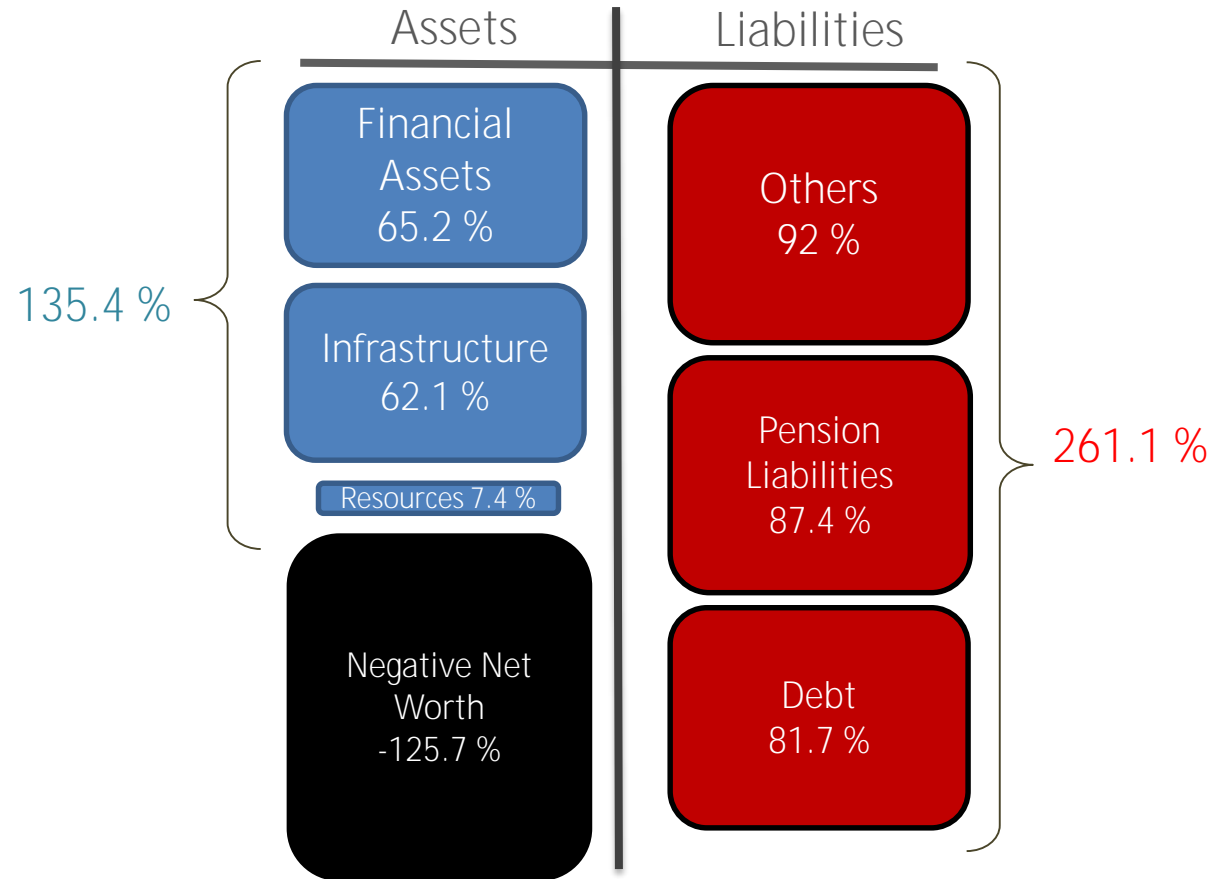 Assets
Liabilities
135.4 %
Financial
Assets
65.2 %
Infrastructure
62.1 %
Resources 7.4 %
Negative Net
Worth
-125.7 %
Others
92 %
Pension
Liabilities
87.4 %
Debt
81.7 %
261.1 %